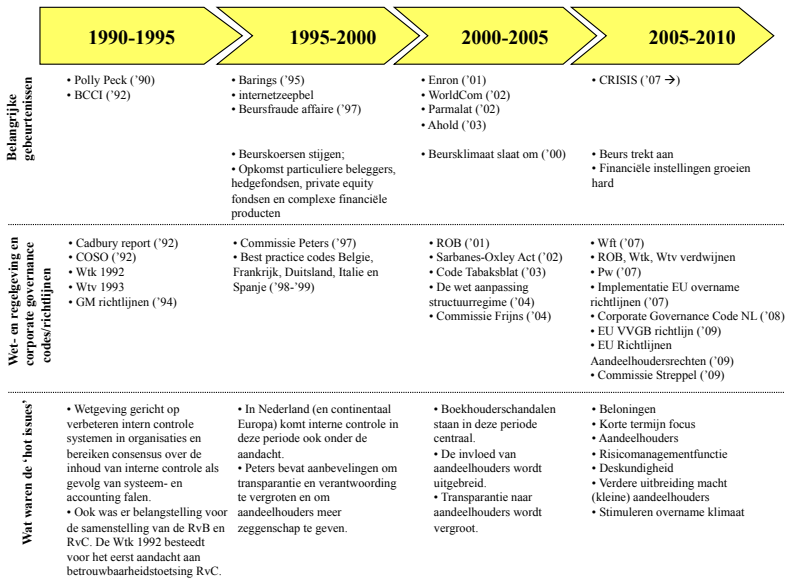 1990-1995
1995-2000
2000-2005
2005-2010
Belangrijke
gebeurtenissen
• Polly Peck ('90)
• BCCI ('92)
• Barings ('95)
• internetzeepbel
• Beursfraude affaire ('97)
• Beurskoersen stijgen;
• Opkomst particuliere beleggers,
hedgefondsen, private equity
fondsen en complexe financiële
producten
• Enron ('01)
• WorldCom ('02)
• Parmalat ('02)
• Ahold ('03)
• Beursklimaat slaat om ('00)
• CRISIS ('07 →)
• Beurs trekt aan
• Financiële instellingen groeien
hard
Wet- en regelgeving en
corporate governance
codes/richtlijnen
• Cadbury report ('92)
• COSO ('92)
• Wtk 1992
• Wtv 1993
• GM richtlijnen ('94)
• Commissie Peters ('97)
• Best practice codes Belgie,
Frankrijk, Duitsland, Italie en
Spanje ('98-'99)
• ROB ('01)
• Sarbanes-Oxley Act ('02)
• Code Tabaksblat ('03)
• De wet aanpassing
structuurregime ('04)
• Commissie Frijns ('04)
• Wft ('07)
• ROB, Wtk, Wtv verdwijnen
• Pw ('07)
• Implementatie EU overname
richtlijnen ('07)
• Corporate Governance Code NL ('08)
• EU VVGB richtlijn ('09)
• EU Richtlijnen
Aandeelhoudersrechten ('09)
• Commissie Streppel ('09)
Wat waren de 'hot issues'
• Wetgeving gericht op
verbeteren intern controle
systemen in organisaties en
bereiken consensus over de
inhoud van interne controle als
gevolg van systeem- en
accounting falen.
• Ook was er belangstelling voor
de samenstelling van de RvB en
RvC. De Wtk 1992 besteedt
voor het eerst aandacht aan
betrouwbaarheidstoetsing RvC.
• In Nederland (en continentaal
Europa) komt interne controle in
deze periode ook onder de
aandacht.
• Peters bevat aanbevelingen om
transparantie en verantwoording
te vergroten en om
aandeelhouders meer
zeggenschap te geven.
• Boekhouderschandalen
staan in deze periode
centraal.
• De invloed van
aandeelhouders wordt
uitgebreid.
• Transparantie naar
aandeelhouders wordt
vergroot.
• Beloningen
• Korte termijn focus
• Aandeelhouders
• Risicomanagementfunctie
• Deskundigheid
• Verdere uitbreiding macht
(kleine) aandeelhouders
• Stimuleren overname klimaat